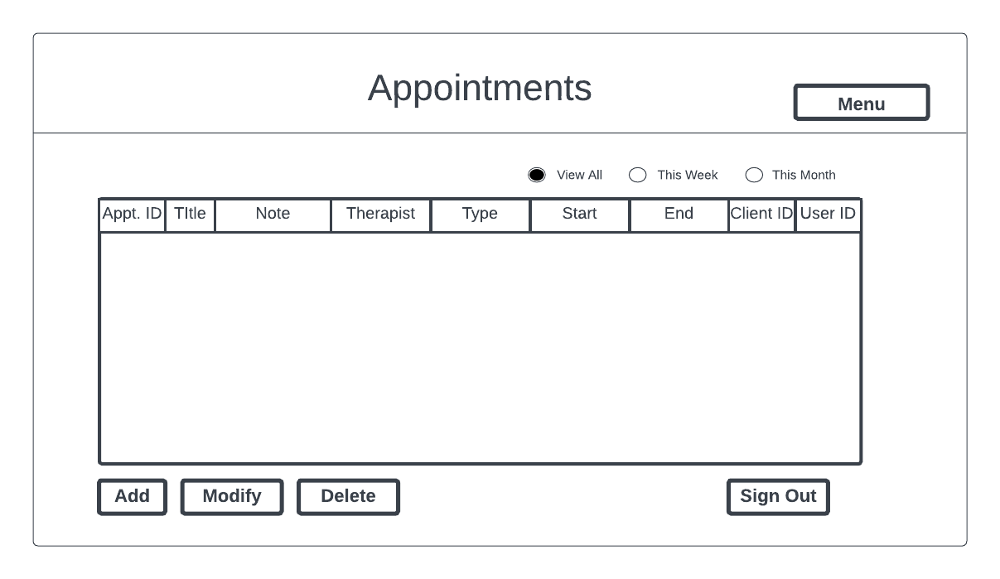 Appointments
Menu
View All This Week This Month
Appt. ID TItle Note Therapist Type Start End Client ID User ID
Add Modify Delete Sign Out